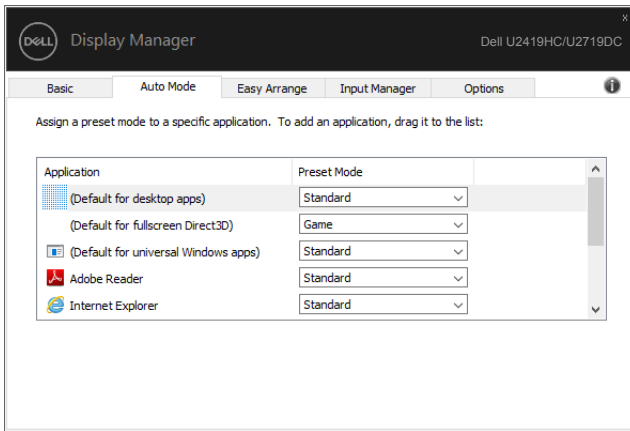 x
DELL Display Manager Dell U2419HC/U2719DC
Basic Auto Mode Easy Arrange Input Manager Options
Assign a preset mode to a specific application. To add an application, drag it to the list:
Application Preset Mode
(Default for desktop apps) Standard
(Default for fullscreen Direct3D) Game
(Default for universal Windows apps) Standard
Adobe Reader Standard
Internet Explorer Standard